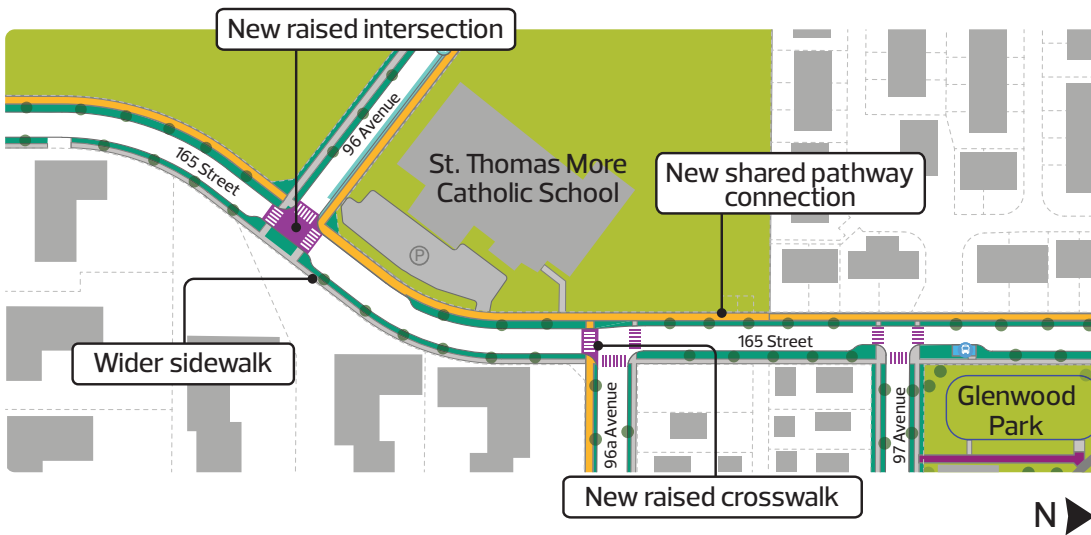 New raised intersection
96 Avenue
165 Street
St. Thomas More
Catholic School
New shared pathway
connection
P
Wider sidewalk
165 Street
96a Avenue
97 Avenue
Glenwood
Park
New raised crosswalk
N